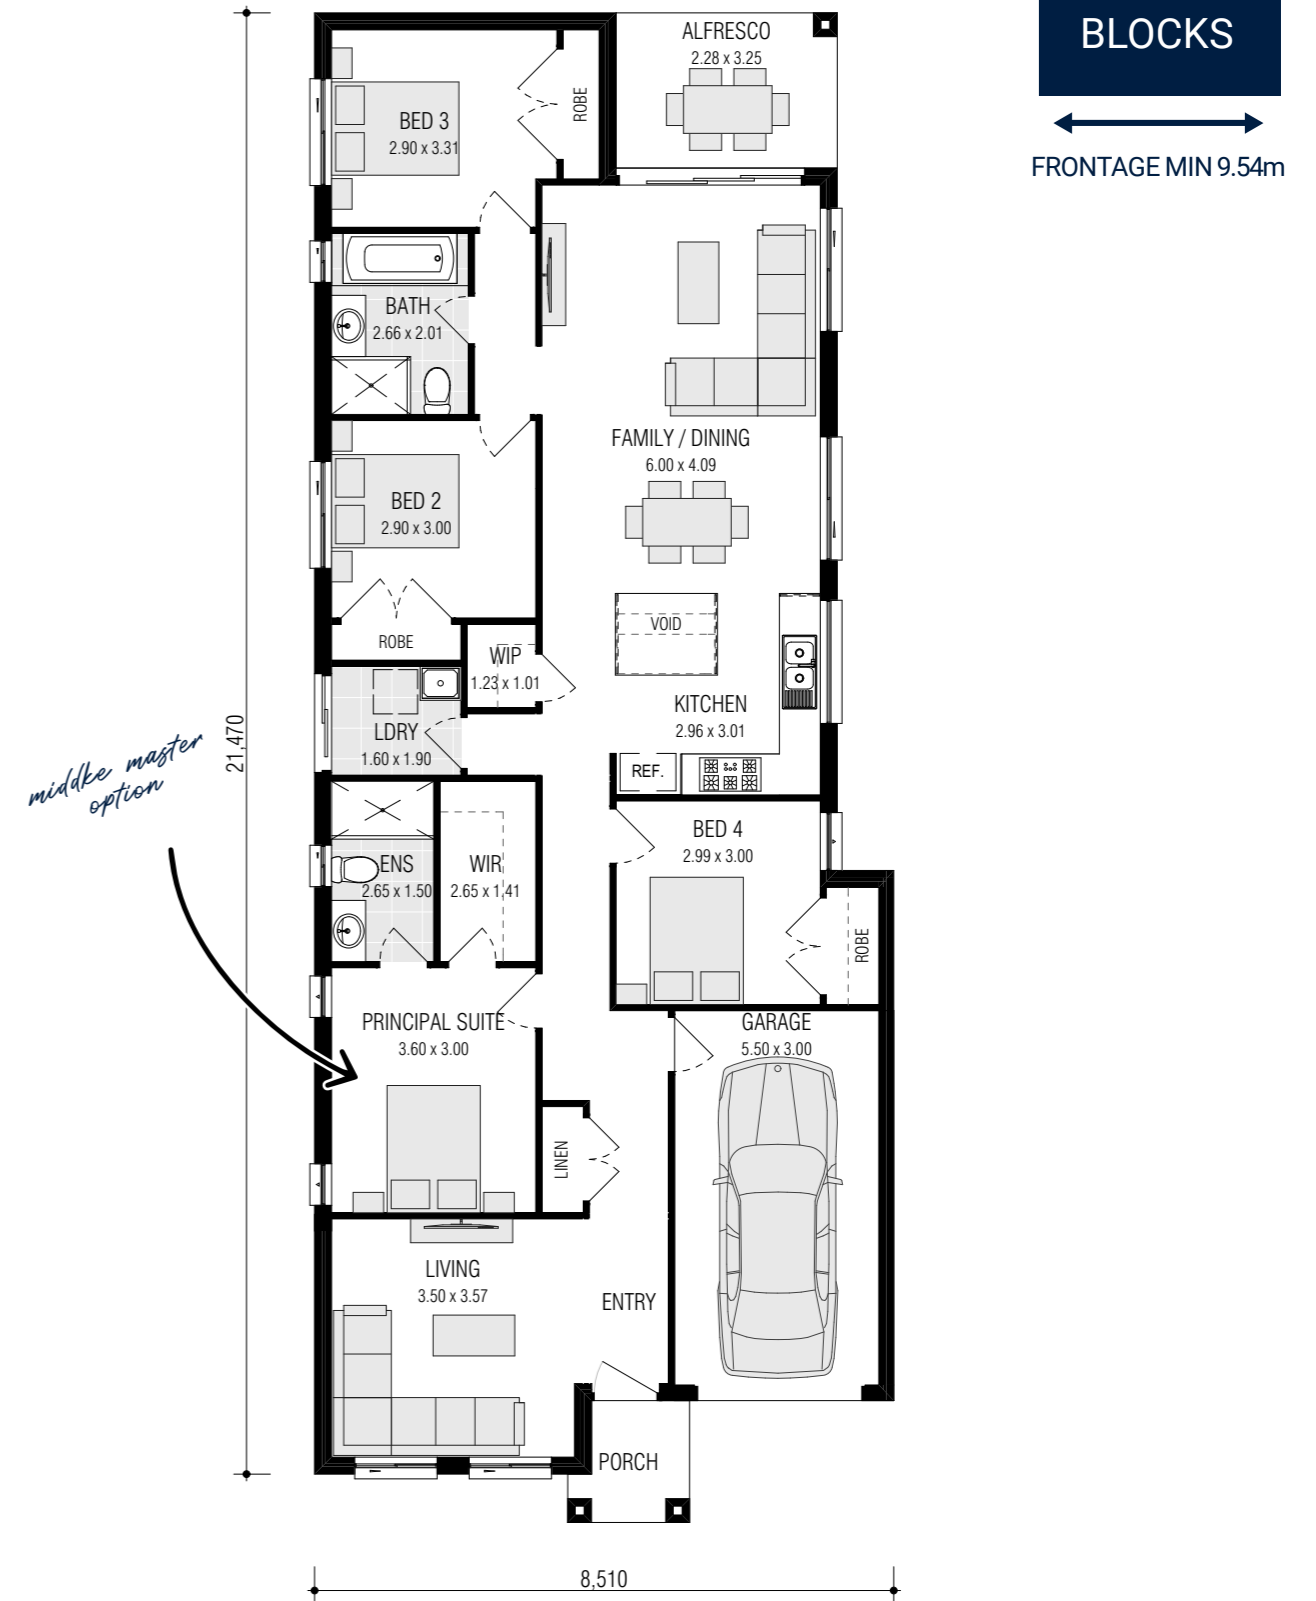 BLOCKS
FRONTAGE MIN 9.54m
ALFRESCO
2.28 x 3.25
BED 3
2.90 x 3.31
ROBE
BATH
2.66 x 2.01
FAMILY / DINING
6.00 x 4.09
BED 2
2.90 x 3.00
ROBE
VOID
WIP
1.23 x 1.01
KITCHEN
2.96 x 3.01
LDRY
1.60 x 1.90
REF.
21,470
middke master
option
BED 4
2.99 x 3.00
ENS
2.65 x 1.50
WIR
2.65 x 1.41
ROBE
PRINCIPAL SUITE
3.60 x 3.00
GARAGE
5.50 x 3.00
LINEN
LIVING
3.50 x 3.57
ENTRY
PORCH
8,510